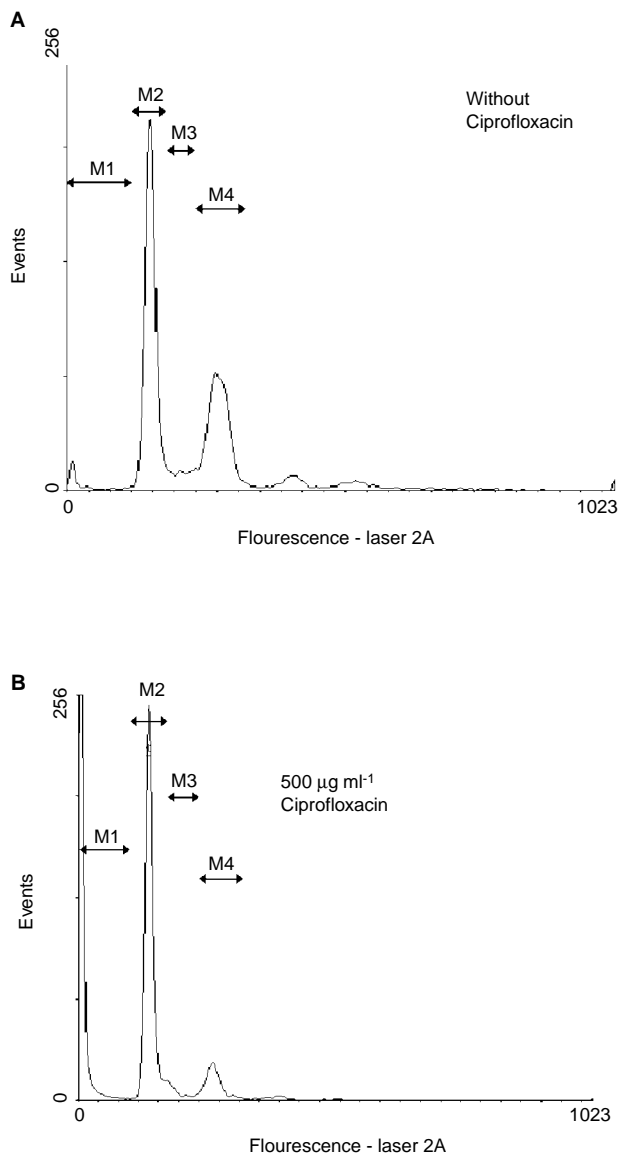 A
256
M2
Without
Ciprofloxacin
M3
M1
M4
Events
0
0
1023
Flourescence - laser 2A
B
256
M2
500 μg ml-1
Ciprofloxacin
M3
M1
M4
Events
0
0
1023
Flourescence - laser 2A